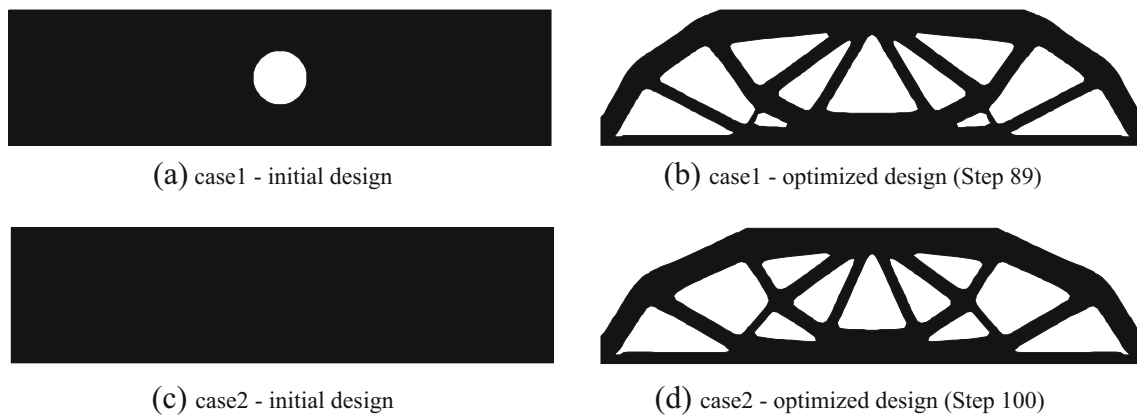 (a) case1 - initial design
(b) case1 - optimized design (Step 89)
(c) case2 - initial design
(d) case2 - optimized design (Step 100)